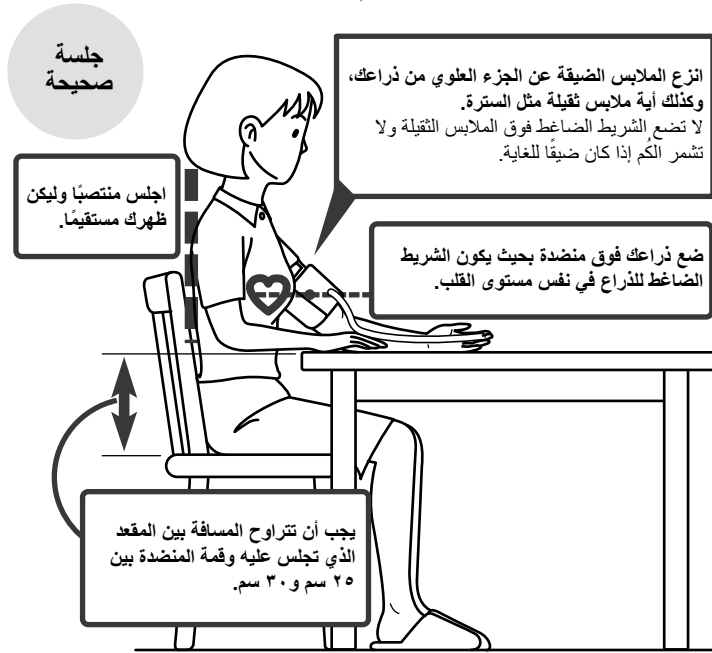 جلسة
صحيحة
انزع الملابس الضيقة عن الجزء العلوي من ذراعك،
وكذلك أية ملابس ثقيلة مثل السترة.
لا تضع الشريط الضاغط فوق الملابس الثقيلة ولا
تشمر الكُم إذا كان ضيقًا للغاية.
اجلس منتصبًا وليكن
ظهرك مستقيمًا.
ضع ذراعك فوق منضدة بحيث يكون الشريط
الضاغط للذراع في نفس مستوى القلب.
يجب أن تتراوح المسافة بين المقعد
الذي تجلس عليه وقمة المنضدة بين
٢٥ سم و٣٠ سم.